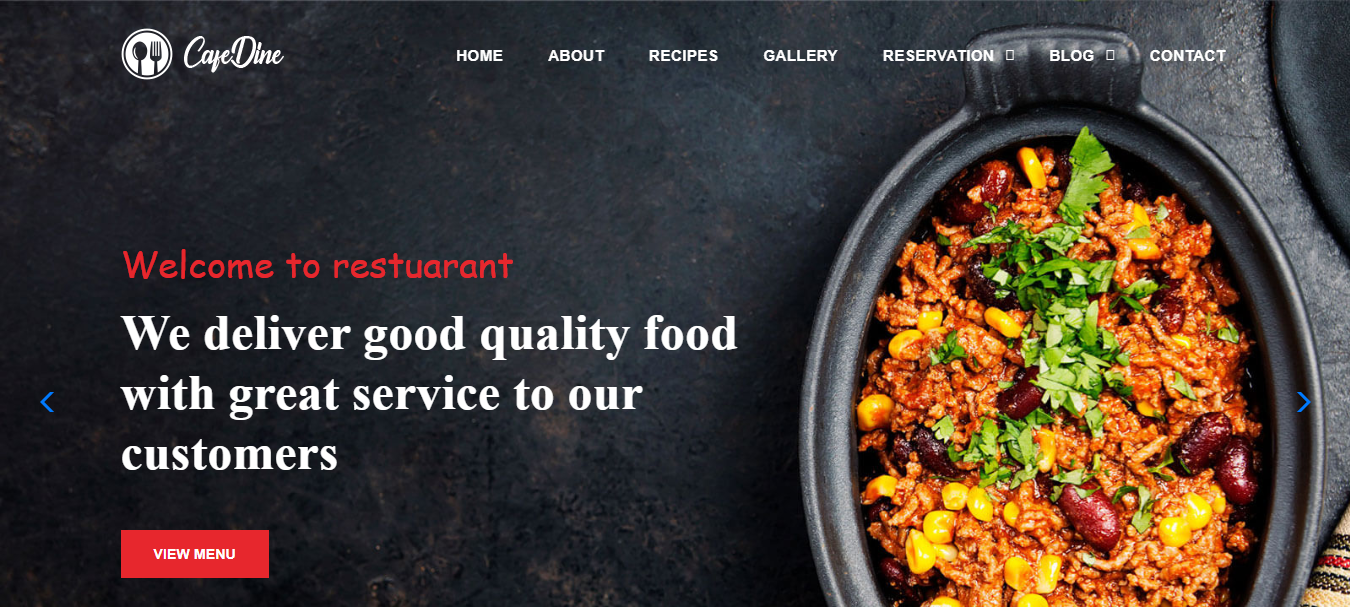 CafeDine
HOME ABOUT RECIPES GALLERY RESERVATION BLOG CONTACT
Welcome to restuarant
We deliver good quality food
with great service to our
customers
VIEW MENU